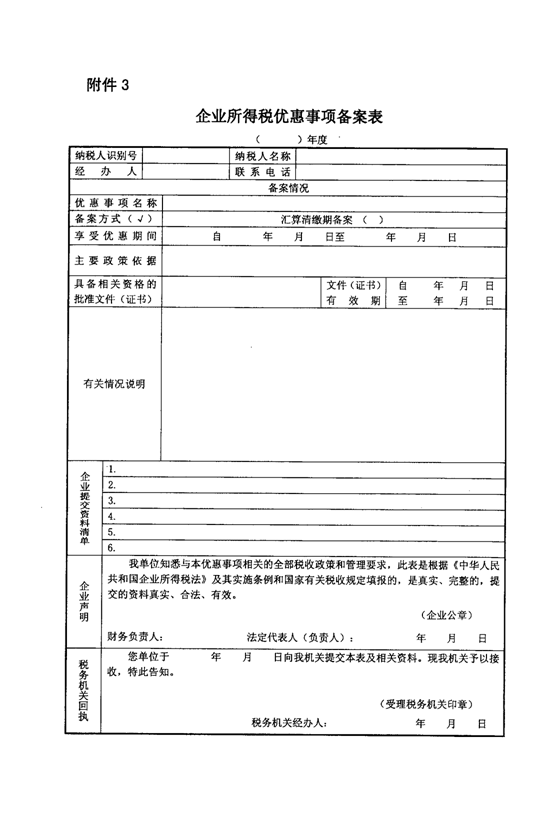 附件3
企业所得税优惠事项备案表
（ ）年度
纳税人识别号 纳税人名称
经办人 联系电话
备案情况
优惠事项名称
备案方式（√） 汇算清缴期备案（ ）
享受优惠期间 自 年 月 日至 年 月 日
主要政策依据
具备相关资格的 文件（证书） 自 年 月 日
批准文件（证书） 有效期 至 年 月 日
有关情况说明
企业提交资料清单
1.
2.
3.
4.
5.
6.
企业声明
我单位知悉与本优惠事项相关的全部税收政策和管理要求，此表是根据《中华人民
共和国企业所得税法》及其实施条例和国家有关税收规定填报的，是真实、完整的，提
交的资料真实、合法、有效。
（企业公章）
财务负责人： 法定代表人（负责人）： 年 月 日
税务机关回执
您单位于 年 月 日向我机关提交本表及相关资料。现我机关予以接
收，特此告知。
（受理税务机关印章）
税务机关经办人： 年 月 日